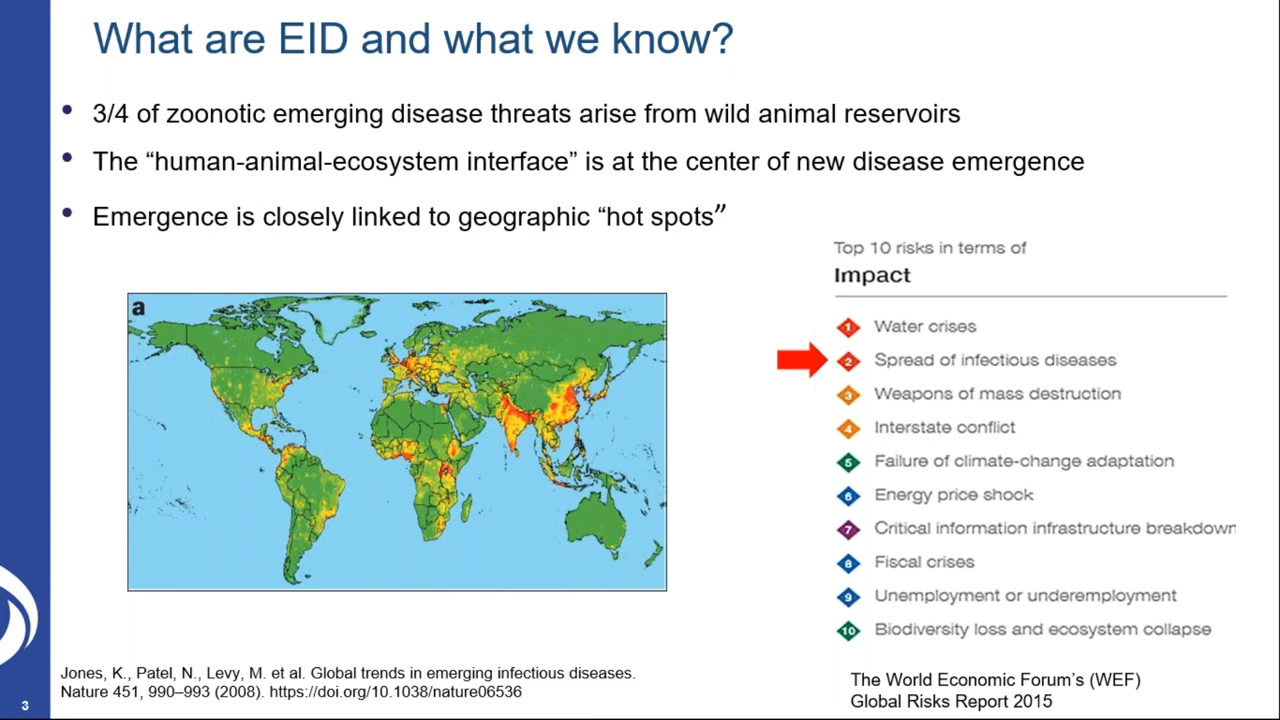 What are EID and what we know?
• 3/4 of zoonotic emerging disease threats arise from wild animal reservoirs
• The “human-animal-ecosystem interface” is at the center of new disease emergence
• Emergence is closely linked to geographic “hot spots”
a
Top 10 risks in terms of
Impact
1 Water crises
2 Spread of infectious diseases
3 Weapons of mass destruction
4 Interstate conflict
5 Failure of climate-change adaptation
6 Energy price shock
7 Critical information infrastructure breakdown
8 Fiscal crises
9 Unemployment or underemployment
10 Biodiversity loss and ecosystem collapse
Jones, K., Patel, N., Levy, M. et al. Global trends in emerging infectious diseases.
Nature 451, 990–993 (2008). https://doi.org/10.1038/nature06536
The World Economic Forum’s (WEF)
Global Risks Report 2015
3